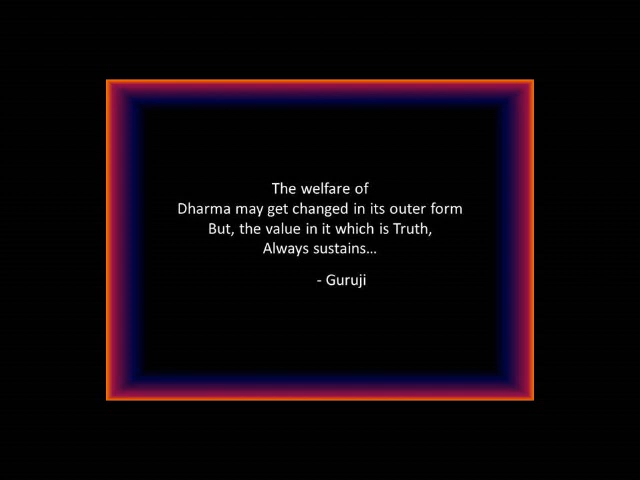 The welfare of
Dharma may get changed in its outer form
But, the value in it which is Truth,
Always sustains...
- Guruji